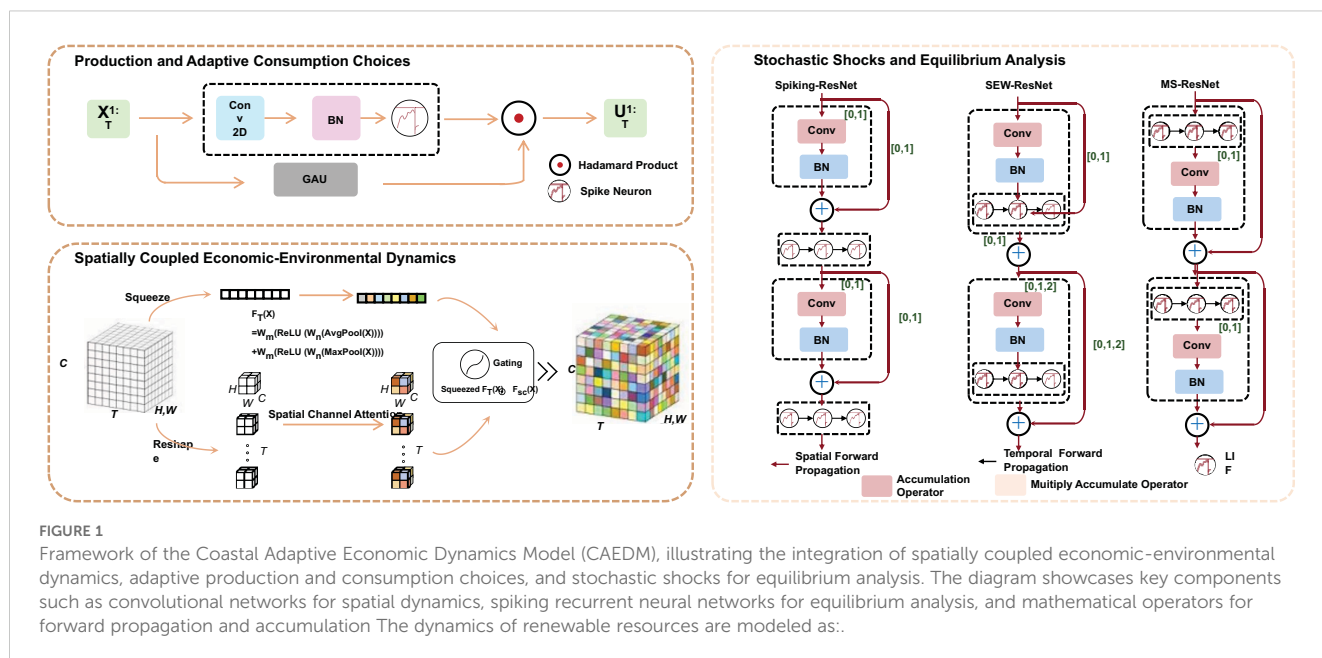 Production and Adaptive Consumption Choices
X1:
T
Con
v
2D
BN
U1:
T
GAU
Hadamard Product
Spike Neuron
Spatially Coupled Economic-Environmental Dynamics
Squeeze
FT(X)
=Wm(ReLU (Wn(AvgPool(X))))
+Wm(ReLU (Wn(MaxPool(X))))
C
T
H,W
Reshap
e
H
W
C
Spatial Channel Attention
T
H
W
C
T
Gating
Squeezed FT(X), Fsc(X)
C
T
H,W
Stochastic Shocks and Equilibrium Analysis
Spiking-ResNet
[0,1]
Conv
BN
[0,1]
[0,1]
Conv
BN
[0,1]
SEW-ResNet
Conv
BN
[0,1]
[0,1]
[0,1,2]
Conv
BN
[0,1,2]
MS-ResNet
[0,1]
Conv
BN
[0,1]
Conv
BN
Spatial Forward
Propagation
Temporal Forward
Propagation
LI
F
Accumulation
Operator
Muitiply Accumulate Operator
FIGURE 1
Framework of the Coastal Adaptive Economic Dynamics Model (CAEDM), illustrating the integration of spatially coupled economic-environmental
dynamics, adaptive production and consumption choices, and stochastic shocks for equilibrium analysis. The diagram showcases key components
such as convolutional networks for spatial dynamics, spiking recurrent neural networks for equilibrium analysis, and mathematical operators for
forward propagation and accumulation The dynamics of renewable resources are modeled as:.